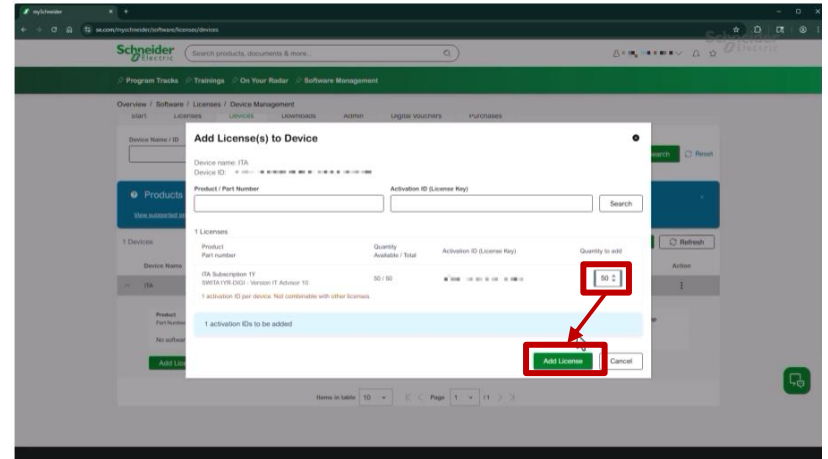 mySchneider
se.com/myschneider/software/licenses/devices
Schneider Electric
Search products, documents & more...
Schneider Electric
Program Tracks Trainings On Your Radar Software Management
Overview / Software / Licenses / Device Management
Start Licenses Devices Downloads Admin Digital Vouchers Purchases
Device Name / ID
Search Reset
Products
View supported
1 Devices
Refresh
Device Name
Action
ITA
Product
Part Number
No software
Add License(s) to Device
Device name: ITA
Device ID:
Product / Part Number
Activation ID (License Key)
Search
1 Licenses
Product
Part number
Quantity
Available / Total
Activation ID (License Key)
Quantity to add
ITA Subscription 1Y
SWITA1YR-DIGI - Version IT Advisor 10
50 / 50
50
1 activation ID per device. Not combinable with other licenses.
1 activation IDs to be added
Add License
Cancel
Items in table 10
Page 1 /1